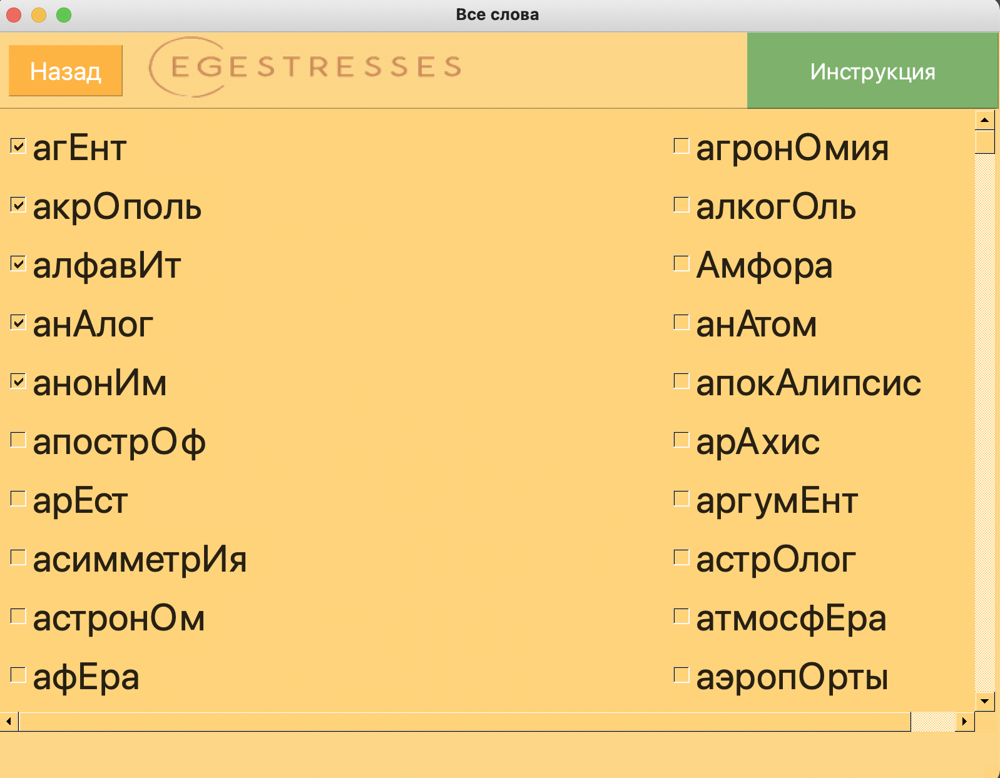 Все слова
Назад
EGESTRESSES
Инструкция
агЕнт
агронОмия
акрОполь
алкогОль
алфавИт
Амфора
анАлог
анАтом
анонИм
апокАлипсис
апострОф
арАхис
арЕст
аргумЕнт
асимметрИя
астрОлог
астронОм
атмосфЕра
афЕра
аэропОрты